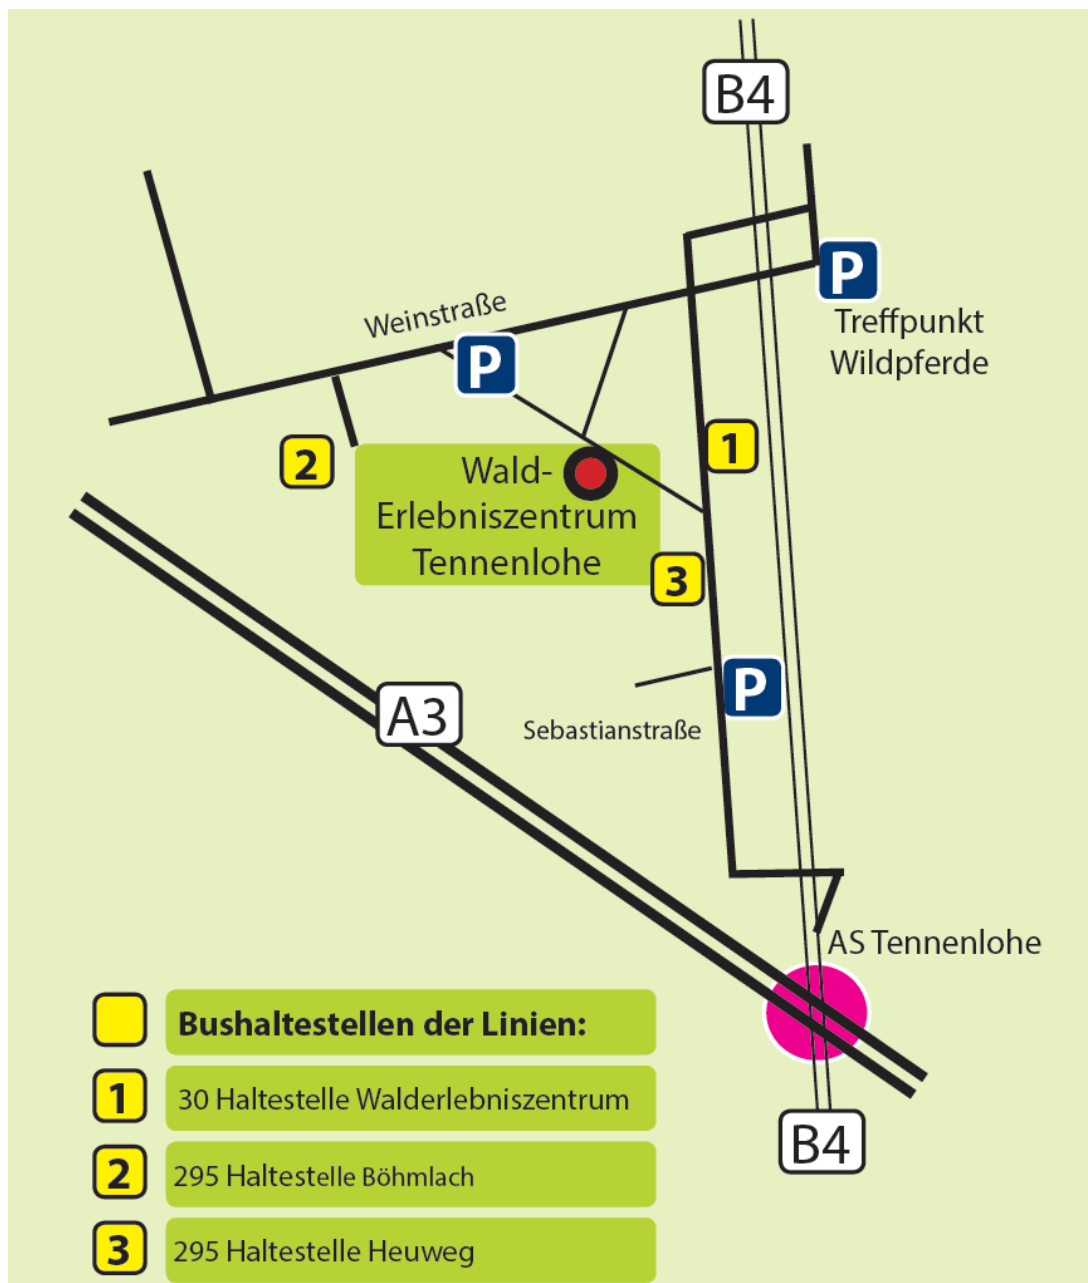 B4
P
Treffpunkt
Wildpferde
Weinstraße
P
1
2
Wald-
Erlebniszentrum
Tennenlohe
3
P
A3
Sebastianstraße
AS Tennenlohe
B4
Bushaltestellen der Linien:
1 30 Haltestelle Walderlebniszentrum
2 295 Haltestelle Böhmlach
3 295 Haltestelle Heuweg